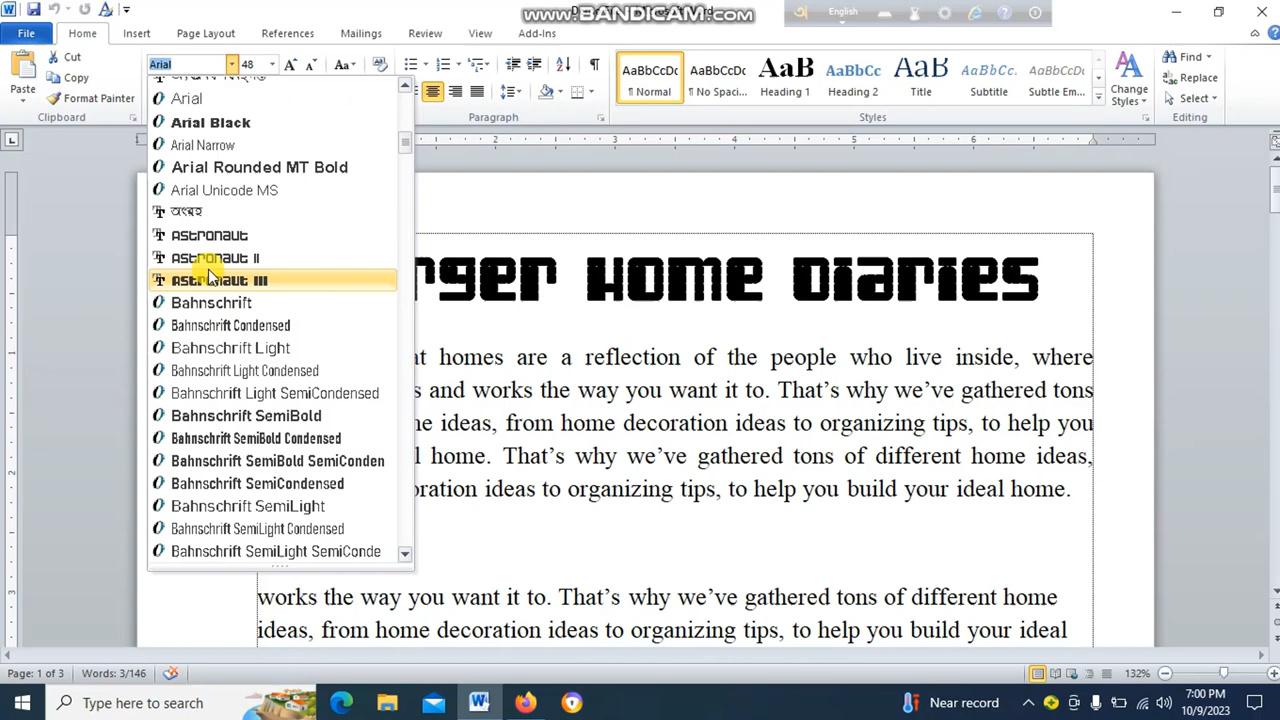 www.BANDICAM.com
English
File
Home
Insert
Page Layout
References
Mailings
Review
View
Add-Ins
Cut
Copy
Paste
Format Painter
Clipboard
Arial
48
Aa
AaBbCcDc
¶ Normal
AaBbCcDc
¶ No Spaci...
AaBbCc
Heading 1
AaBbCc
Heading 2
AaBbCc
Title
AaBbCc
Subtitle
AaBbCcDc
Subtle Em...
Change
Styles
Find
Replace
Select
Paragraph
Styles
Editing
Arial
Arial Black
Arial Narrow
Arial Rounded MT Bold
Arial Unicode MS
অংরহ
Astronaut
Astronaut II
Astronaut III
Bahnschrift
Bahnschrift Condensed
Bahnschrift Light
Bahnschrift Light Condensed
Bahnschrift Light SemiCondensed
Bahnschrift SemiBold
Bahnschrift SemiBold Condensed
Bahnschrift SemiBold SemiConden
Bahnschrift SemiCondensed
Bahnschrift SemiLight
Bahnschrift SemiLight Condensed
Bahnschrift SemiLight SemiConde
rger Home Diaries
at homes are a reflection of the people who live inside, where
s and works the way you want it to. That’s why we’ve gathered tons
me ideas, from home decoration ideas to organizing tips, to help you
l home. That’s why we’ve gathered tons of different home ideas,
oration ideas to organizing tips, to help you build your ideal home.
works the way you want it to. That’s why we’ve gathered tons of different home
ideas, from home decoration ideas to organizing tips, to help you build your ideal
Page: 1 of 3
Words: 3/146
132%
Type here to search
Near record
7:00 PM
10/9/2023